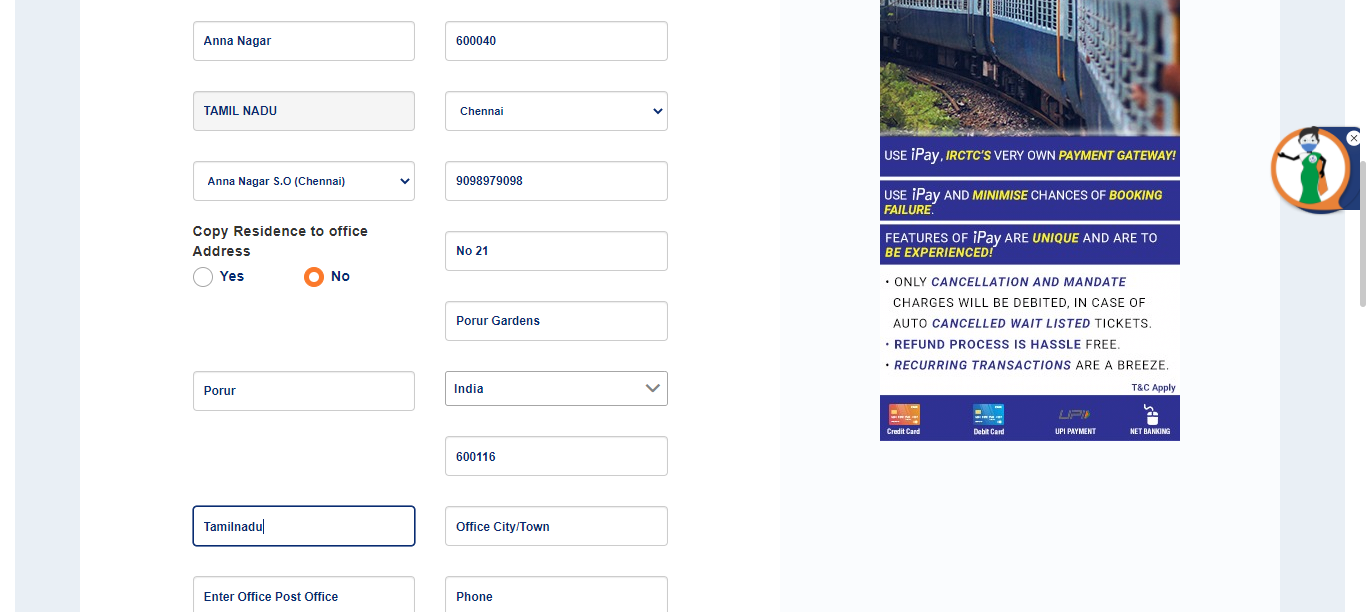 Anna Nagar
600040
TAMIL NADU
Chennai
Anna Nagar S.O (Chennai)
9098979098
Copy Residence to office
Address
Yes
No
No 21
Porur Gardens
Porur
India
600116
Tamilnadu
Office City/Town
Enter Office Post Office
Phone
USE iPay, IRCTC'S VERY OWN PAYMENT GATEWAY!
USE iPay AND MINIMISE CHANCES OF BOOKING
FAILURE.
FEATURES OF iPay ARE UNIQUE AND ARE TO
BE EXPERIENCED!
• ONLY CANCELLATION AND MANDATE
CHARGES WILL BE DEBITED, IN CASE OF
AUTO CANCELLED WAIT LISTED TICKETS.
• REFUND PROCESS IS HASSLE FREE.
• RECURRING TRANSACTIONS ARE A BREEZE.
T&C Apply
UPI
Credit Card
Debit Card
UPI PAYMENT
NET BANKING